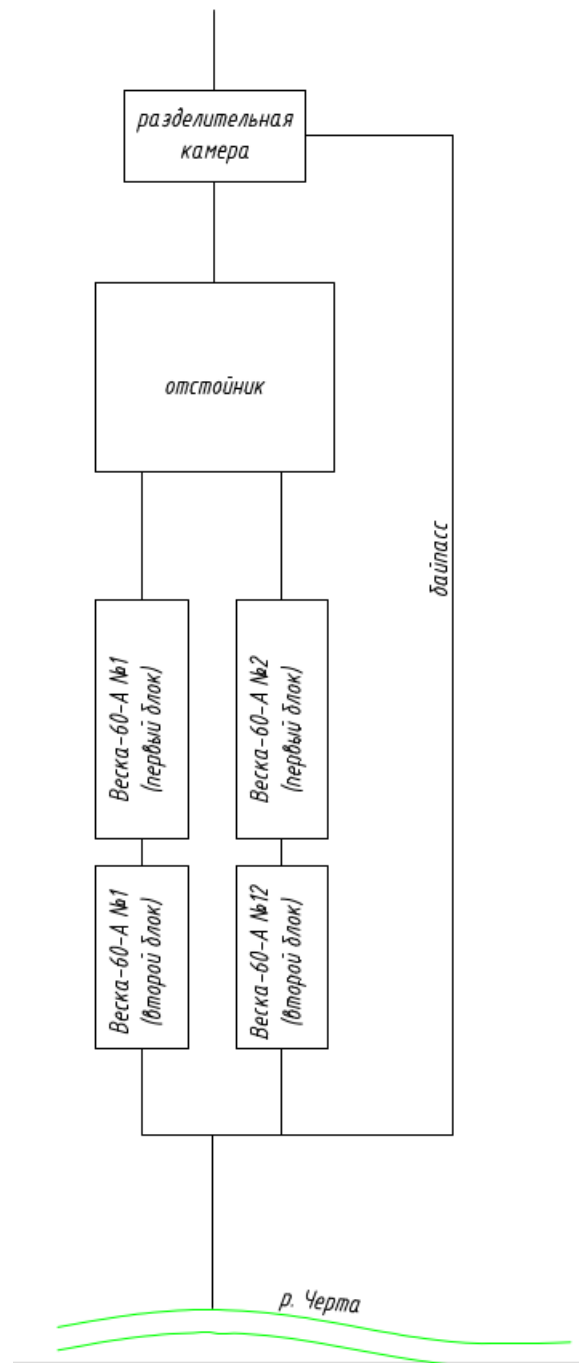 разделительная
камера
отстойник
байпасс
Веска-60-А №1
(первый блок)
Веска-60-А №2
(первый блок)
Веска-60-А №1
(второй блок)
Веска-60-А №12
(второй блок)
р. Черта